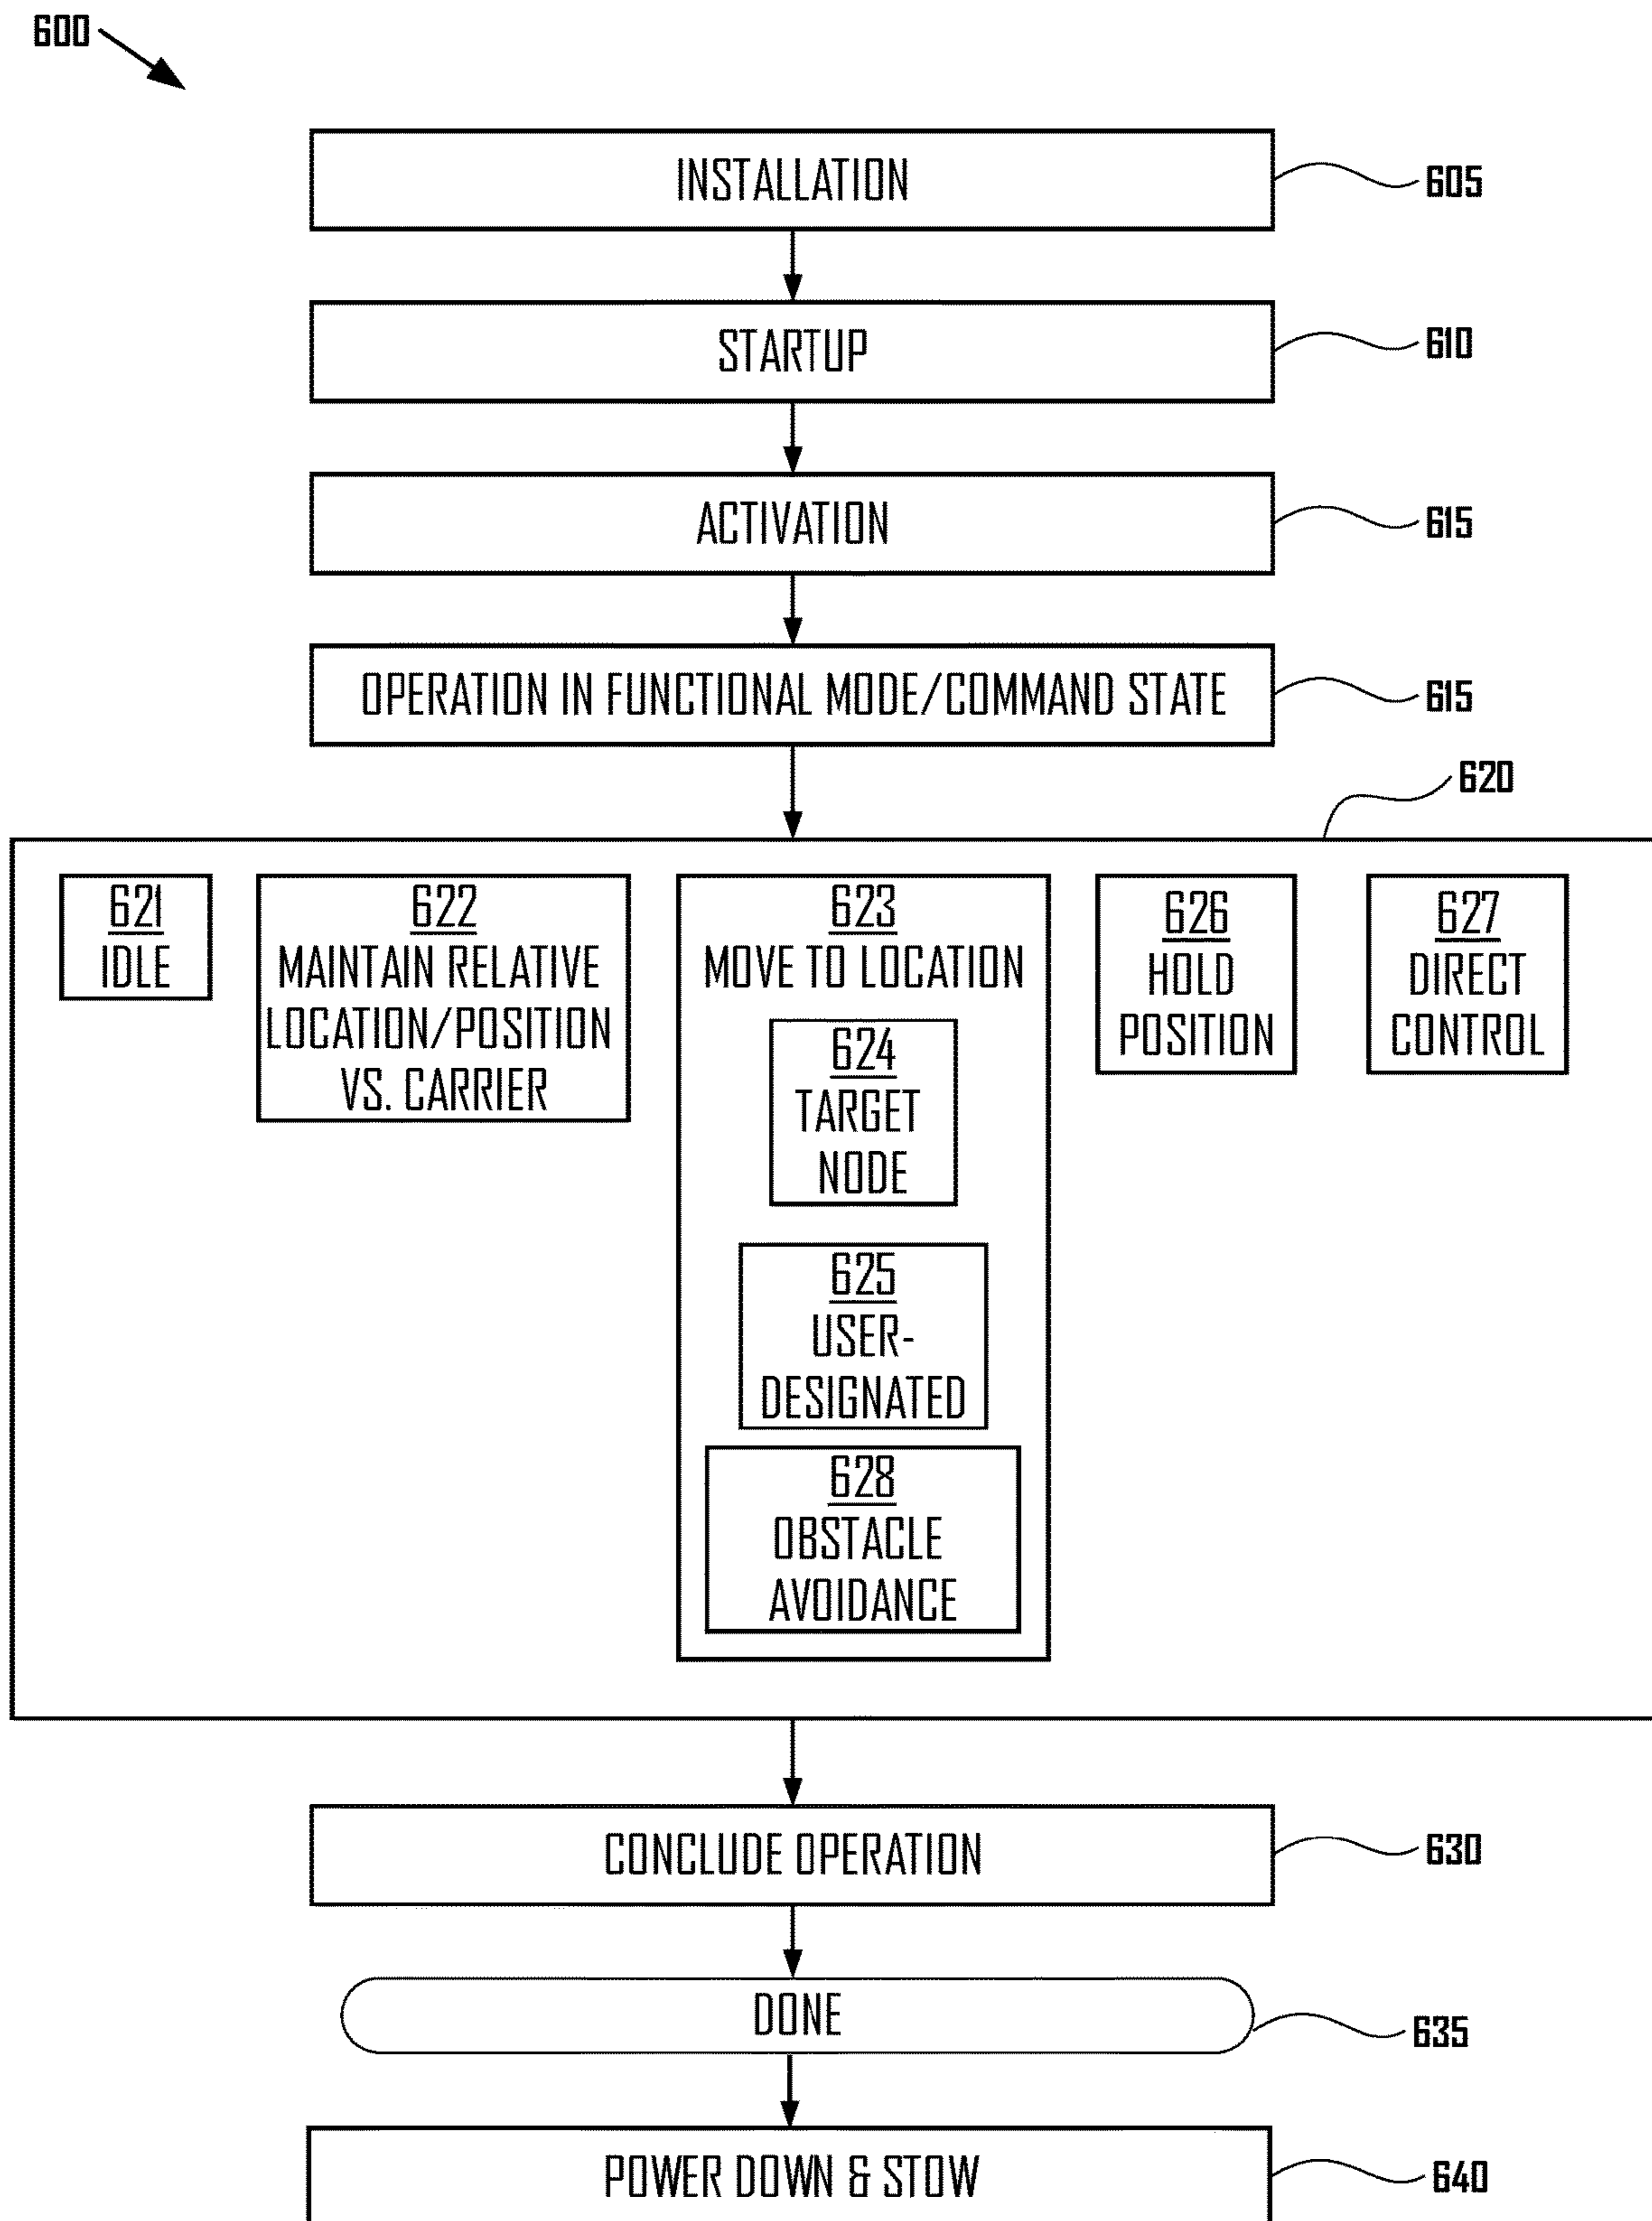 600
INSTALLATION
605
STARTUP
610
ACTIVATION
615
OPERATION IN FUNCTIONAL MODE/COMMAND STATE
615
620
621
IDLE
622
MAINTAIN RELATIVE
LOCATION/POSITION
VS. CARRIER
623
MOVE TO LOCATION
624
TARGET
NODE
625
USER-
DESIGNATED
628
OBSTACLE
AVOIDANCE
626
HOLD
POSITION
627
DIRECT
CONTROL
CONCLUDE OPERATION
630
DONE
635
POWER DOWN & STOW
640